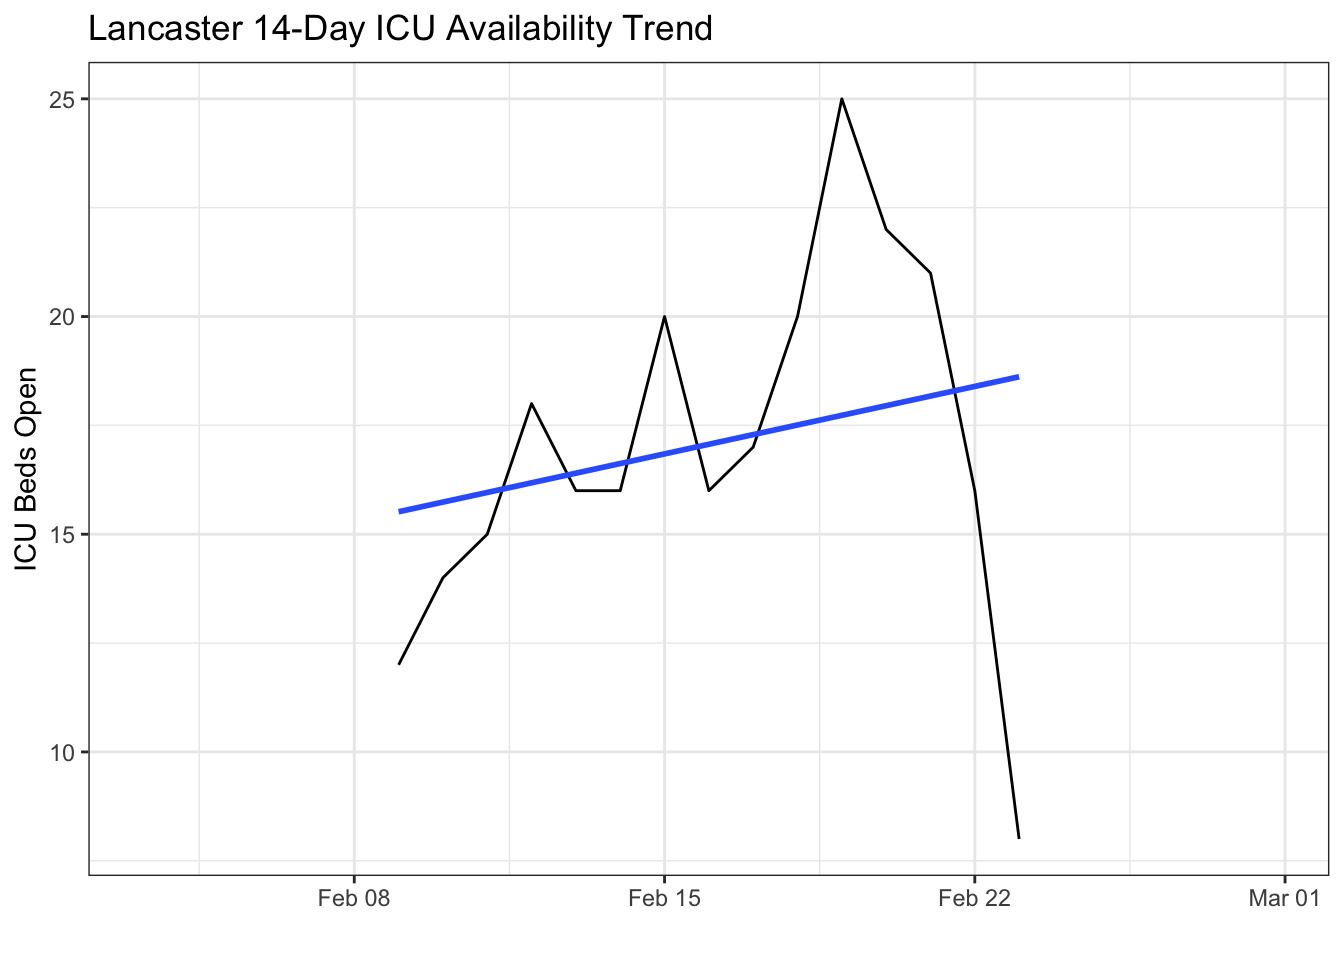 Lancaster 14-Day ICU Availability Trend
25
20
15
10
ICU Beds Open
Feb 08
Feb 15
Feb 22
Mar 01